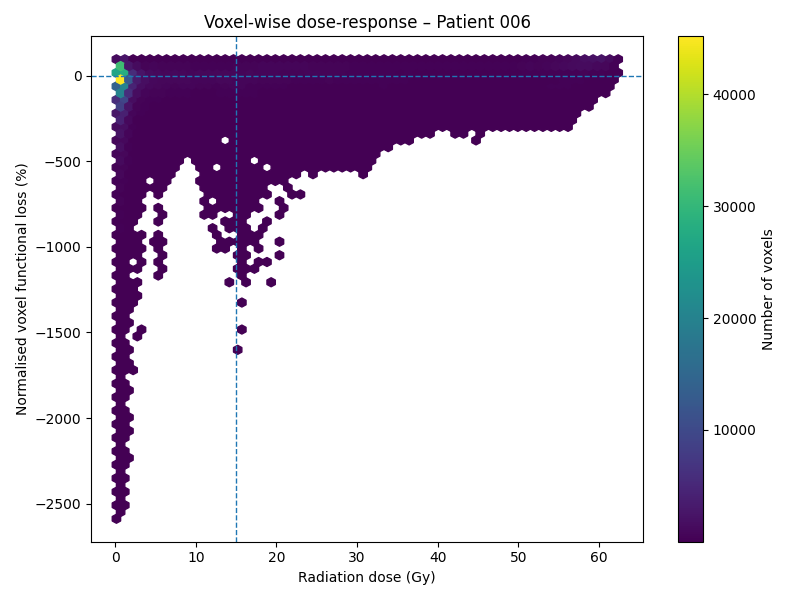 Voxel-wise dose-response – Patient 006
Normalised voxel functional loss (%)
0
−500
−1000
−1500
−2000
−2500
0 10 20 30 40 50 60
Radiation dose (Gy)
40000
30000
20000
10000
Number of voxels